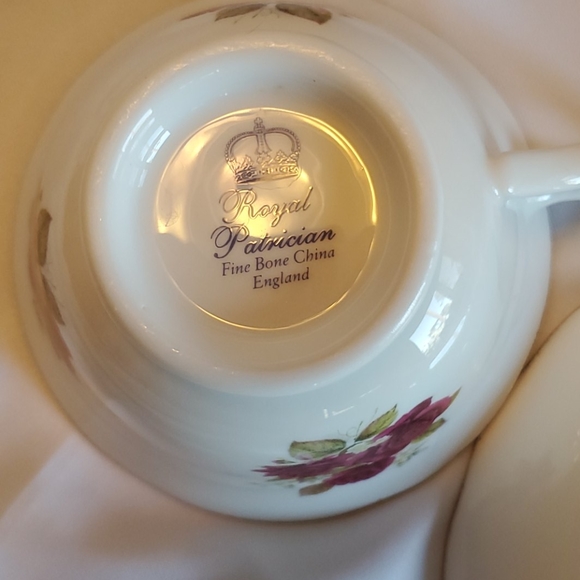 Royal
Patrician
Fine Bone China
England